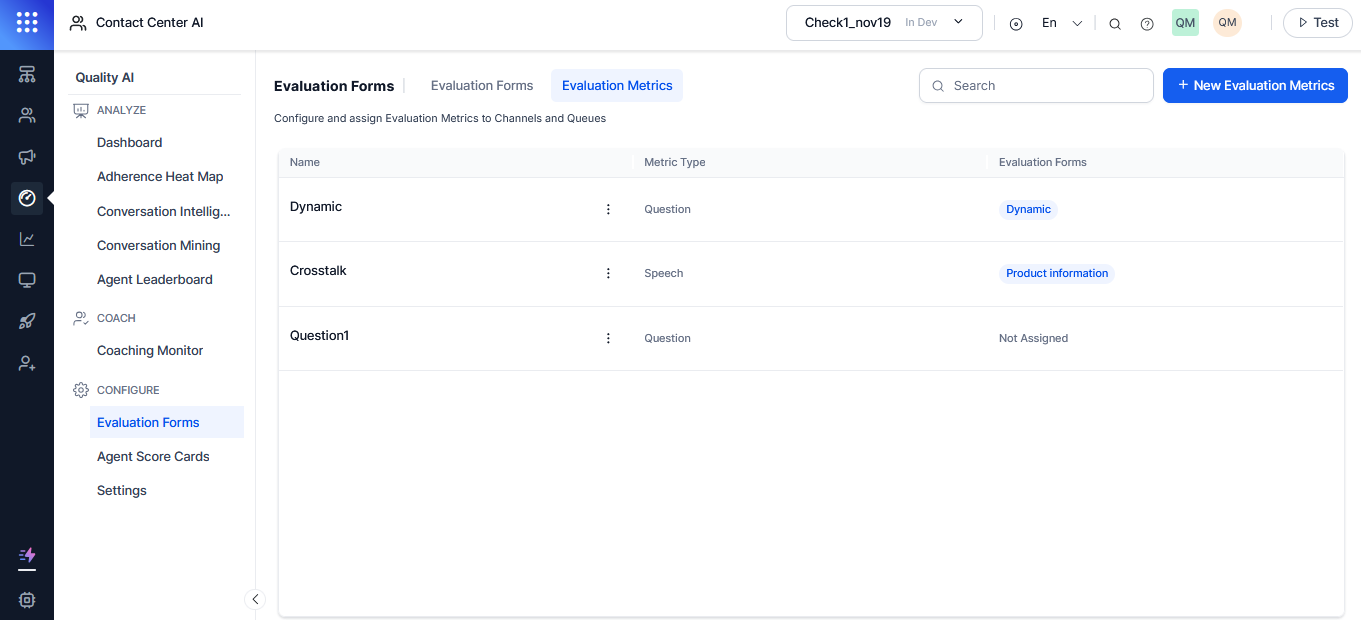 Contact Center AI
Check1_nov19 In Dev
En
QM
QM
Test
Quality AI
ANALYZE
Dashboard
Adherence Heat Map
Conversation Intellig...
Conversation Mining
Agent Leaderboard
COACH
Coaching Monitor
CONFIGURE
Evaluation Forms
Agent Score Cards
Settings
Evaluation Forms
Evaluation Forms
Evaluation Metrics
Search
+ New Evaluation Metrics
Configure and assign Evaluation Metrics to Channels and Queues
Name Metric Type Evaluation Forms
Dynamic Question Dynamic
Crosstalk Speech Product information
Question1 Question Not Assigned